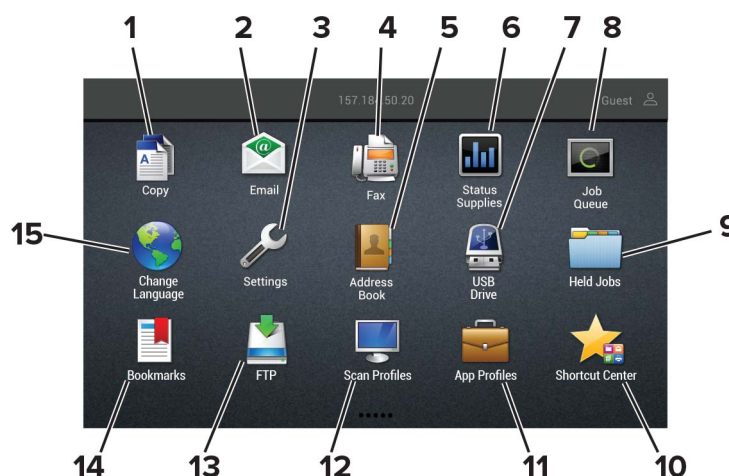 1 2 3 4 5 6 7 8
157.184.50.20 Guest
A @
Copy Email Fax Status Supplies Job Queue
15 9
Change Language Settings Address Book USB Drive Held Jobs
Bookmarks FTP Scan Profiles App Profiles Shortcut Center
14 13 12 11 10